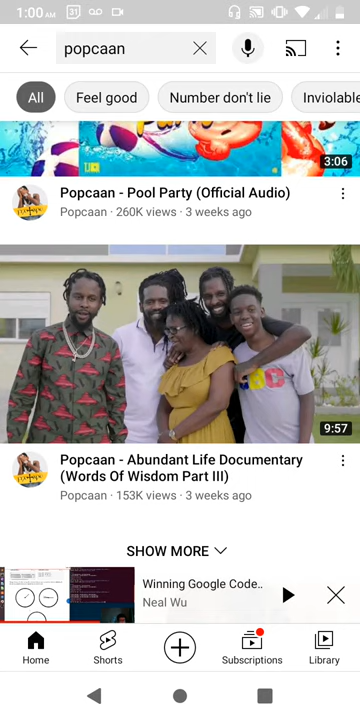 1:00 AM 31
popcaan
All Feel good Number don't lie Inviolable
3:06
Popcaan - Pool Party (Official Audio)
Popcaan · 260K views · 3 weeks ago
9:57
Popcaan - Abundant Life Documentary
(Words Of Wisdom Part III)
Popcaan · 153K views · 3 weeks ago
SHOW MORE
Winning Google Code..
Neal Wu
Home Shorts Subscriptions Library